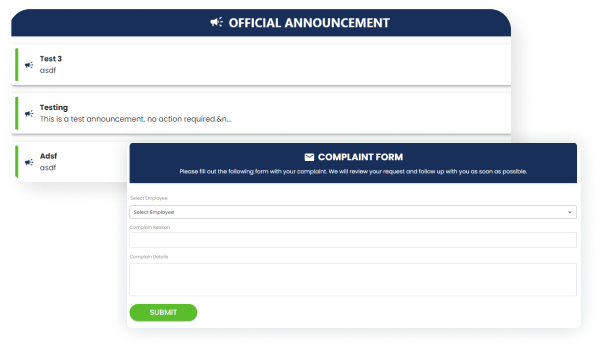 OFFICIAL ANNOUNCEMENT
Test 3
asdf
Testing
This is a test announcement. no action required.&n...
Adsf
asdf
COMPLAINT FORM
Please fill out the following form with your complaint. We will review your request and follow up with you as soon as possible.
Select Employee
Select Employee
Complain Reason
Complain Details
SUBMIT